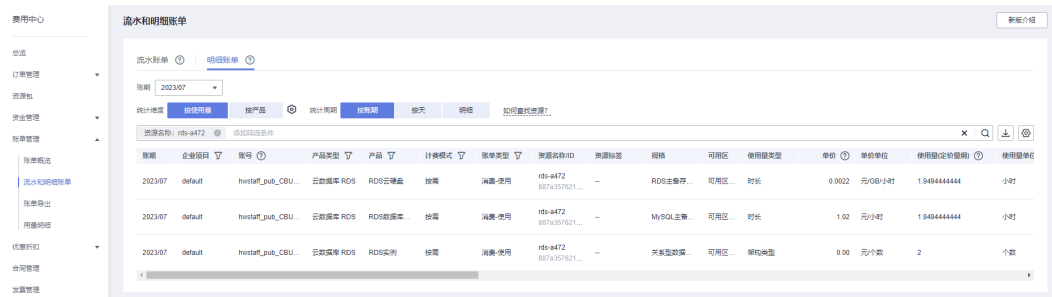 费用中心
流水和明细账单
新版介绍
总览
订单管理
资源包
资金管理
账单管理
账单概览
流水和明细账单
账单导出
用量明细
优惠折扣
合同管理
发票管理
流水账单 明细账单
账期 2023/07
统计维度 按使用量 按产品 统计周期 按账期 按天 明细 如何查找资源?
资源名称: rds-a472 添加筛选条件
账期 企业项目 账号 产品类型 产品 计费模式 账单类型 资源名称/ID 资源标签 规格 可用区 使用量类型 单价 单价单位 使用量(定价量纲) 使用量单位
2023/07 default hwstaff_pub_CBU... 云数据库 RDS RDS云硬盘 按需 消费-使用 rds-a472 -- RDS主备存... 可用区... 时长 0.0022 元/GB/小时 1.9494444444 小时
887a357621...
2023/07 default hwstaff_pub_CBU... 云数据库 RDS RDS数据库... 按需 消费-使用 rds-a472 -- MySQL主备... 可用区... 时长 1.02 元/小时 1.9494444444 小时
887a357621...
2023/07 default hwstaff_pub_CBU... 云数据库 RDS RDS实例 按需 消费-使用 rds-a472 -- 关系型数据... 可用区... 架构类型 0.00 元/个数 2 个数
887a357621...